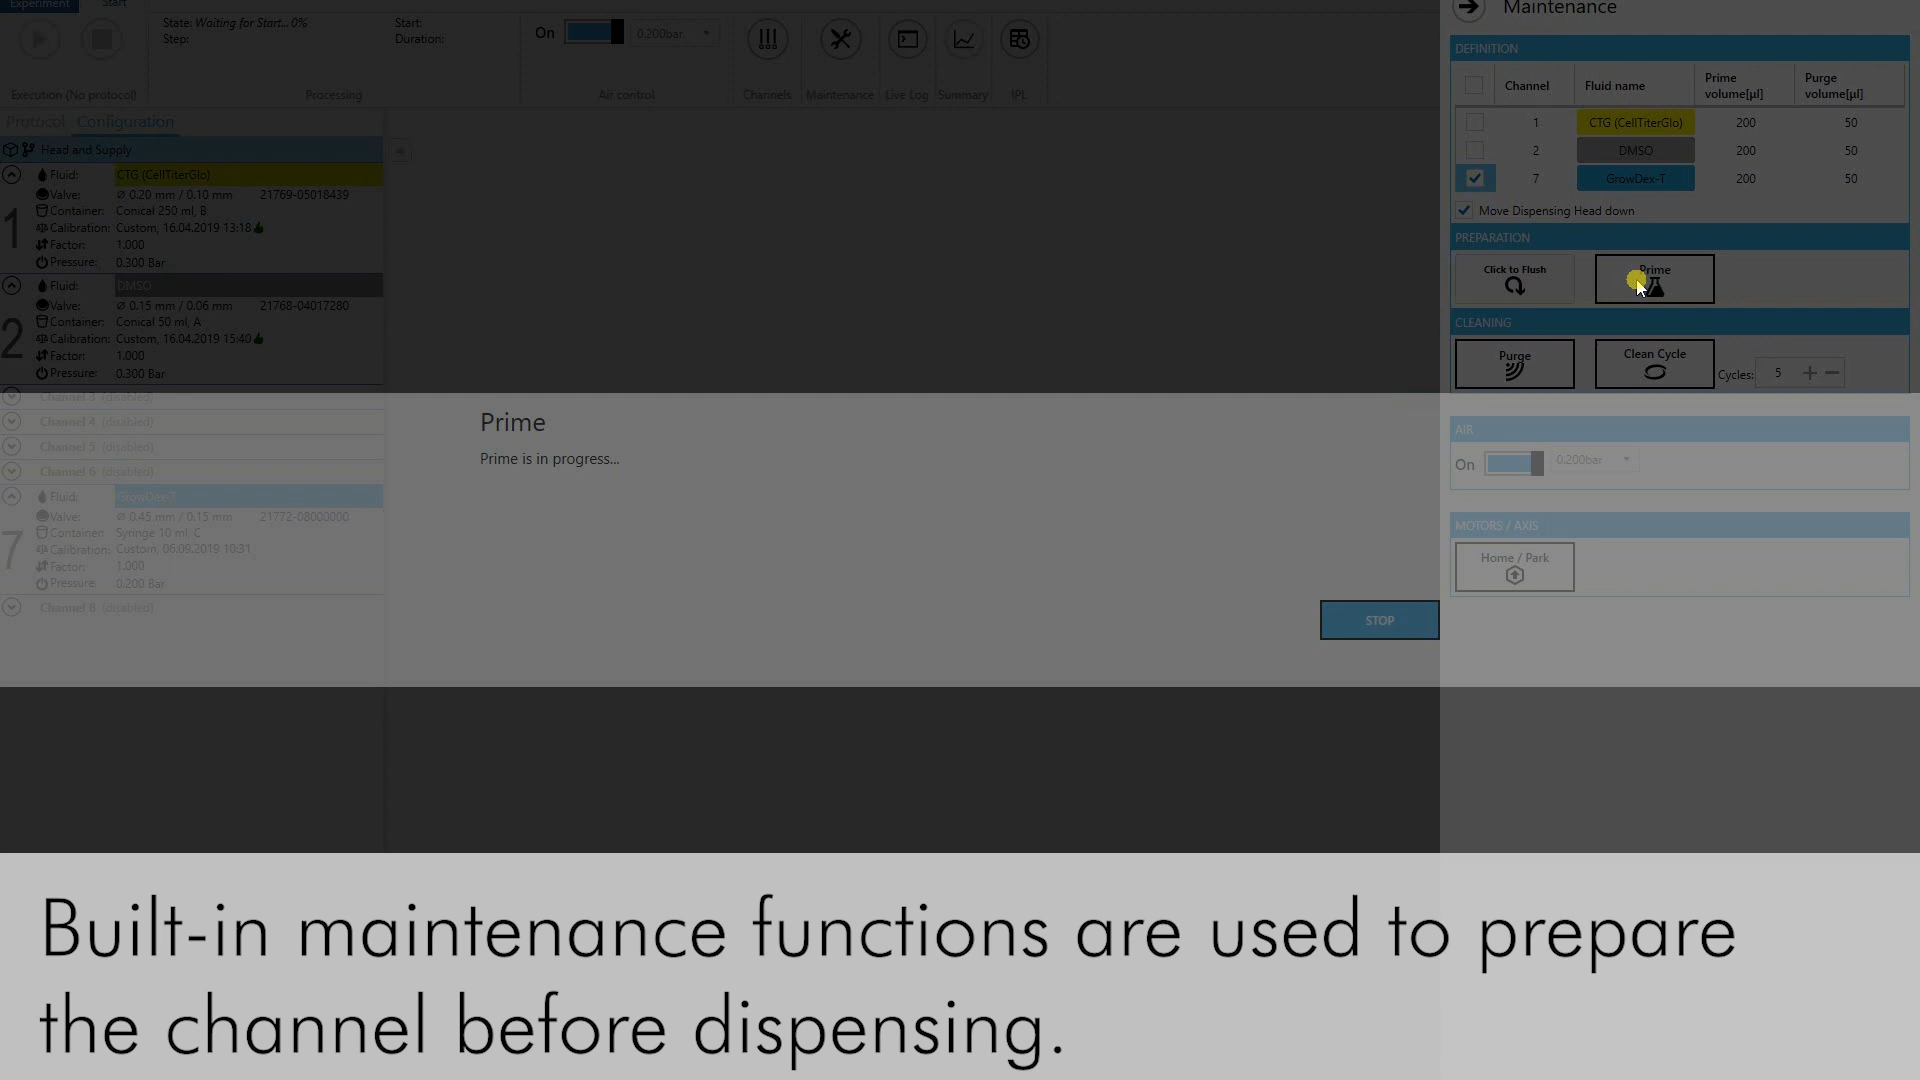 Experiment Start
State: Waiting for Start... 0%
Step:
Start:
Duration:
On 0.200bar
Execution (No protocol)
Processing
Air control
Channels
Maintenance
Live Log
Summary
IPL
Protocol Configuration
Head and Supply
1
Fluid: CTG (CellTiterGlo)
Valve: ⌀ 0.20 mm / 0.10 mm 21769-05018439
Container: Conical 250 ml, B
Calibration: Custom, 16.04.2019 13:18
Factor: 1.000
Pressure: 0.300 Bar
2
Fluid: DMSO
Valve: ⌀ 0.15 mm / 0.06 mm 21768-04017280
Container: Conical 50 ml, A
Calibration: Custom, 16.04.2019 15:40
Factor: 1.000
Pressure: 0.300 Bar
Channel 3 (disabled)
Channel 4 (disabled)
Channel 5 (disabled)
Channel 6 (disabled)
7
Fluid: GrowDex-T
Valve: ⌀ 0.45 mm / 0.15 mm 21772-08000000
Container: Syringe 10 ml, C
Calibration: Custom, 06.09.2019 10:31
Factor: 1.000
Pressure: 0.200 Bar
Channel 8 (disabled)
Prime
Prime is in progress...
STOP
Maintenance
DEFINITION
Channel Fluid name Prime volume[µl] Purge volume[µl]
1 CTG (CellTiterGlo) 200 50
2 DMSO 200 50
7 GrowDex-T 200 50
Move Dispensing Head down
PREPARATION
Click to Flush
Prime
CLEANING
Purge
Clean Cycle
Cycles: 5
AIR
On 0.200bar
MOTORS / AXIS
Home / Park
Built-in maintenance functions are used to prepare
the channel before dispensing.